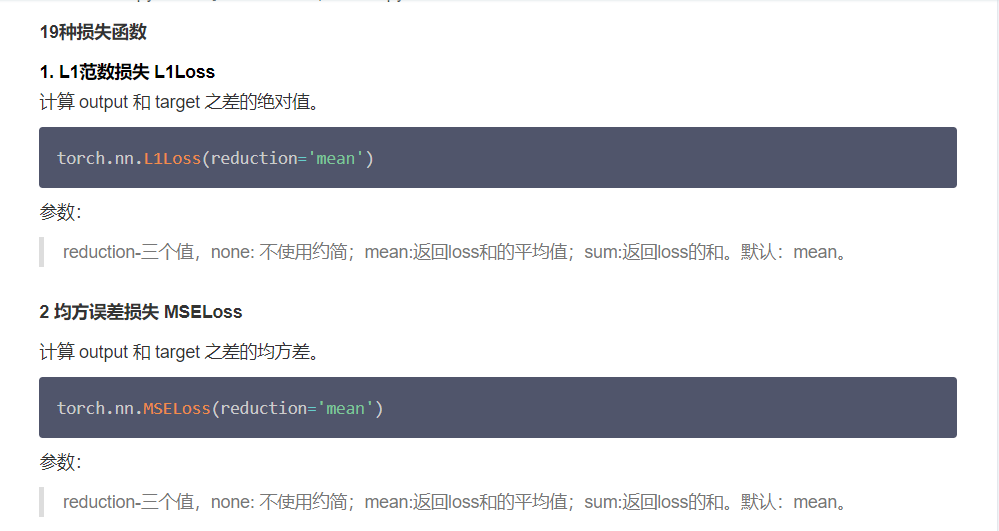 19种损失函数
1. L1范数损失 L1Loss
计算 output 和 target 之差的绝对值。
torch.nn.L1Loss(reduction='mean')
参数：
reduction-三个值，none: 不使用约简；mean:返回loss和的平均值；sum:返回loss的和。默认：mean。
2 均方误差损失 MSELoss
计算 output 和 target 之差的均方差。
torch.nn.MSELoss(reduction='mean')
参数：
reduction-三个值，none: 不使用约简；mean:返回loss和的平均值；sum:返回loss的和。默认：mean。